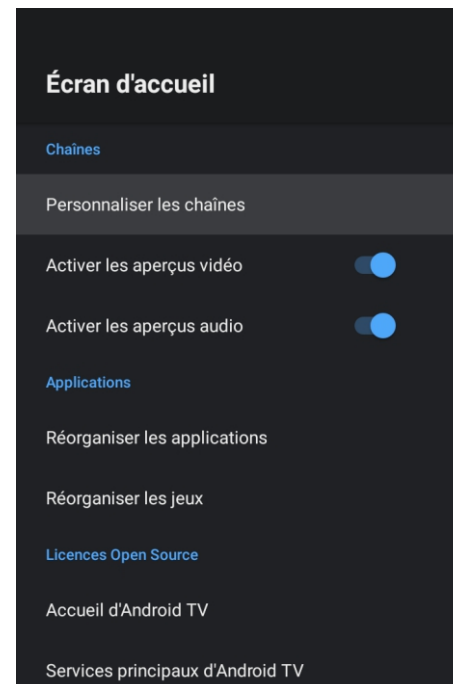 Écran d'accueil
Chaînes
Personnaliser les chaînes
Activer les aperçus vidéo
Activer les aperçus audio
Applications
Réorganiser les applications
Réorganiser les jeux
Licences Open Source
Accueil d'Android TV
Services principaux d'Android TV